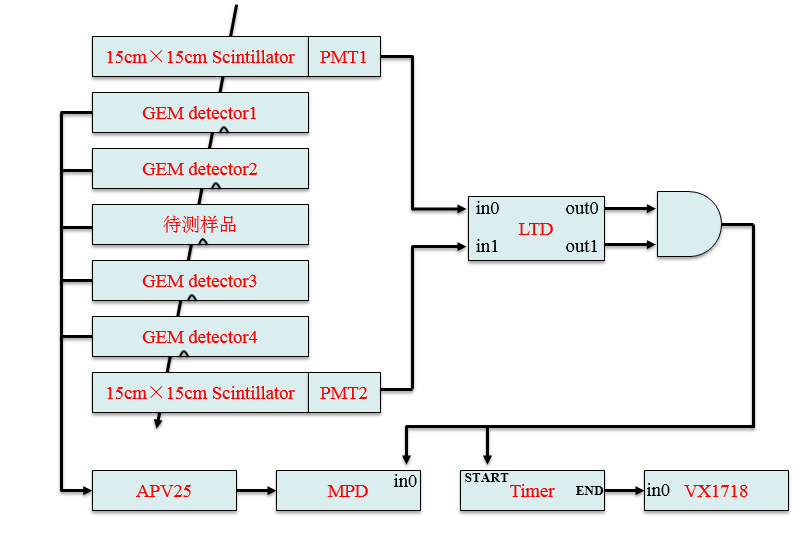 15cm×15cm Scintillator PMT1
GEM detector1
GEM detector2
待测样品
GEM detector3
GEM detector4
15cm×15cm Scintillator PMT2
in0 out0
LTD
in1 out1
APV25
MPD in0
START
Timer END
in0 VX1718